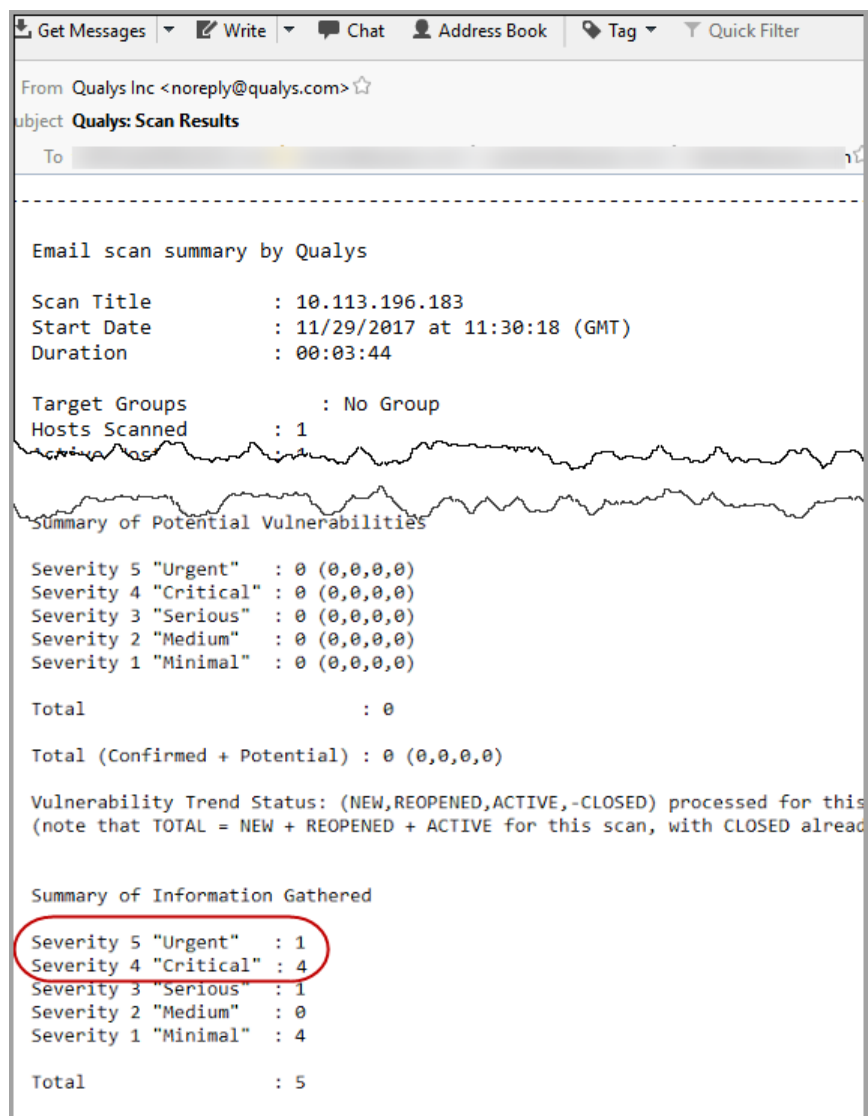 Get Messages Write Chat Address Book Tag Quick Filter
From Qualys Inc <noreply@qualys.com>
ubject Qualys: Scan Results
To
Email scan summary by Qualys
Scan Title : 10.113.196.183
Start Date : 11/29/2017 at 11:30:18 (GMT)
Duration : 00:03:44
Target Groups : No Group
Hosts Scanned : 1
Summary of Potential Vulnerabilities
Severity 5 "Urgent" : 0 (0,0,0,0)
Severity 4 "Critical" : 0 (0,0,0,0)
Severity 3 "Serious" : 0 (0,0,0,0)
Severity 2 "Medium" : 0 (0,0,0,0)
Severity 1 "Minimal" : 0 (0,0,0,0)
Total : 0
Total (Confirmed + Potential) : 0 (0,0,0,0)
Vulnerability Trend Status: (NEW,REOPENED,ACTIVE,-CLOSED) processed for this
(note that TOTAL = NEW + REOPENED + ACTIVE for this scan, with CLOSED alread
Summary of Information Gathered
Severity 5 "Urgent" : 1
Severity 4 "Critical" : 4
Severity 3 "Serious" : 1
Severity 2 "Medium" : 0
Severity 1 "Minimal" : 4
Total : 5